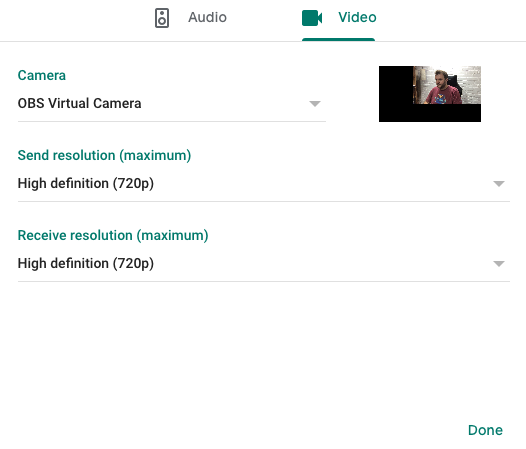 Audio
Video
Camera
OBS Virtual Camera
Send resolution (maximum)
High definition (720p)
Receive resolution (maximum)
High definition (720p)
Done